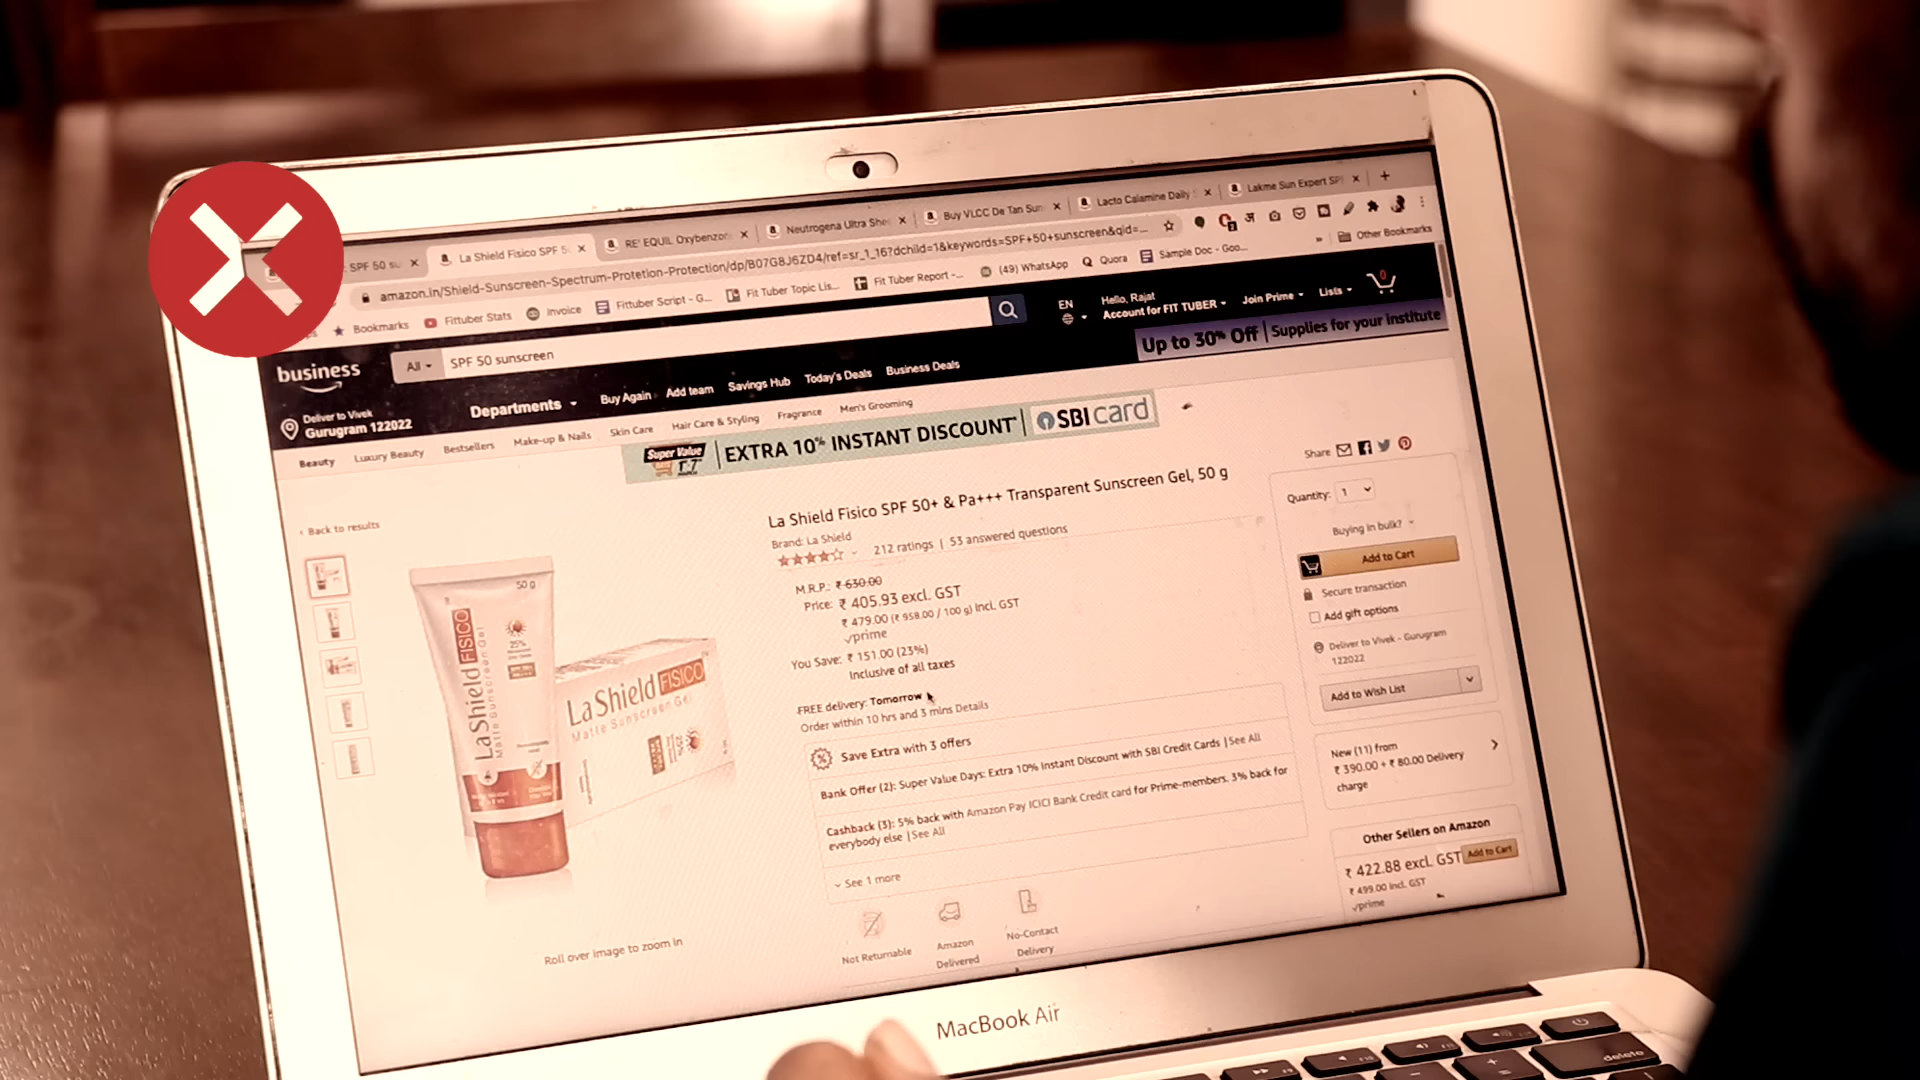 SPF 50 su
La Shield Fisico SPF 5
RE' EQUIL Oxybenzon
Neutrogena Ultra She
Buy VLCC De Tan Sun
Lacto Calamine Daily
Lakme Sun Expert SP
amazon.in/Shield-Sunscreen-Spectrum-Protetion-Protection/dp/B07G8J6ZD4/ref=sr_1_16?dchild=1&keywords=SPF+50+sunscreen&qid=...
Bookmarks
Fittuber Stats
Invoice
Fittuber Script - G...
Fit Tuber Topic Lis...
Fit Tuber Report -...
(49) WhatsApp
Quora
Sample Doc - Goo...
»
Other Bookmarks
business
All
SPF 50 sunscreen
EN
Hello, Rajat
Account for FIT TUBER
Join Prime
Lists
0
Deliver to Vivek
Gurugram 122022
Departments
Buy Again
Add team
Savings Hub
Today's Deals
Business Deals
Up to 30% Off | Supplies for your institute
Beauty
Luxury Beauty
Bestsellers
Make-up & Nails
Skin Care
Hair Care & Styling
Fragrance
Men's Grooming
Super Value
1-7
EXTRA 10% INSTANT DISCOUNT*
SBI card
Share
‹ Back to results
La Shield Fisico SPF 50+ & Pa+++ Transparent Sunscreen Gel, 50 g
Brand: La Shield
212 ratings | 53 answered questions
M.R.P.: ₹ 630.00
Price: ₹ 405.93 excl. GST
₹ 479.00 (₹ 958.00 / 100 g) incl. GST
prime
You Save: ₹ 151.00 (23%)
Inclusive of all taxes
FREE delivery: Tomorrow
Order within 10 hrs and 3 mins Details
Save Extra with 3 offers
Bank Offer (2): Super Value Days: Extra 10% Instant Discount with SBI Credit Cards | See All
Cashback (3): 5% back with Amazon Pay ICICI Bank Credit card for Prime-members. 3% back for
everybody else | See All
See 1 more
Not Returnable
Amazon
Delivered
No-Contact
Delivery
50 g
La Shield FISICO
Matte Sunscreen Gel
25%
La Shield FISICO
Matte Sunscreen Gel
25%
Roll over image to zoom in
Quantity: 1
Buying in bulk?
Add to Cart
Secure transaction
Add gift options
Deliver to Vivek - Gurugram
122022
Add to Wish List
New (11) from
₹ 390.00 + ₹ 80.00 Delivery
charge
Other Sellers on Amazon
₹ 422.88 excl. GST
Add to Cart
₹ 499.00 incl. GST
prime
MacBook Air
delete